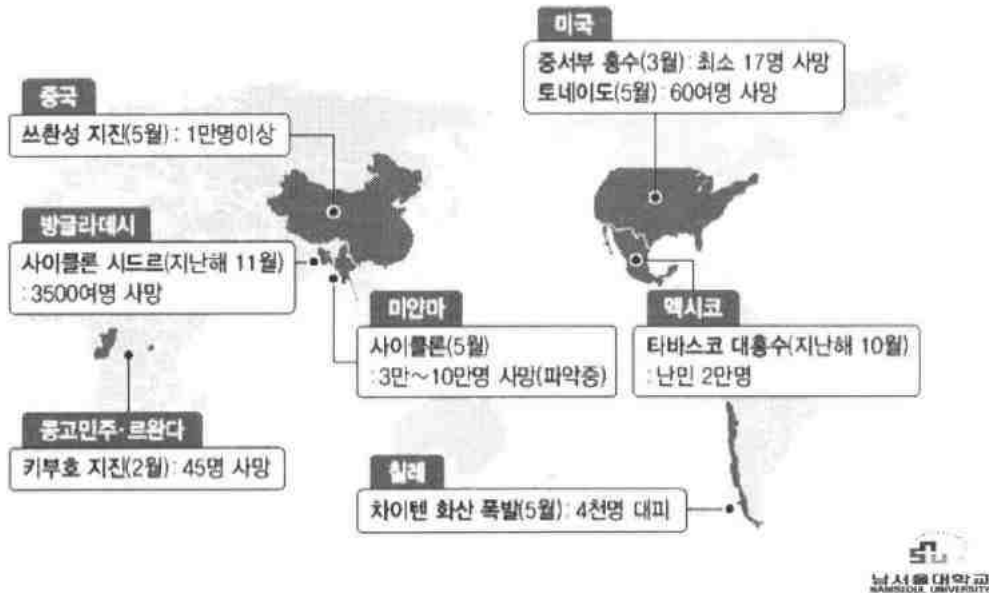 미국
중서부 홍수(3월) : 최소 17명 사망
토네이도(5월) : 60여명 사망
중국
쓰촨성 지진(5월) : 1만명이상
방글라데시
사이클론 시드르(지난해 11월)
: 3500여명 사망
미얀마
사이클론(5월)
: 3만～10만명 사망(파악중)
멕시코
타바스코 대홍수(지난해 10월)
: 난민 2만명
콩고민주·르완다
키부호 지진(2월) : 45명 사망
칠레
차이텐 화산 폭발(5월) : 4천명 대피
남서울대학교
NAMSEOUL UNIVERSITY